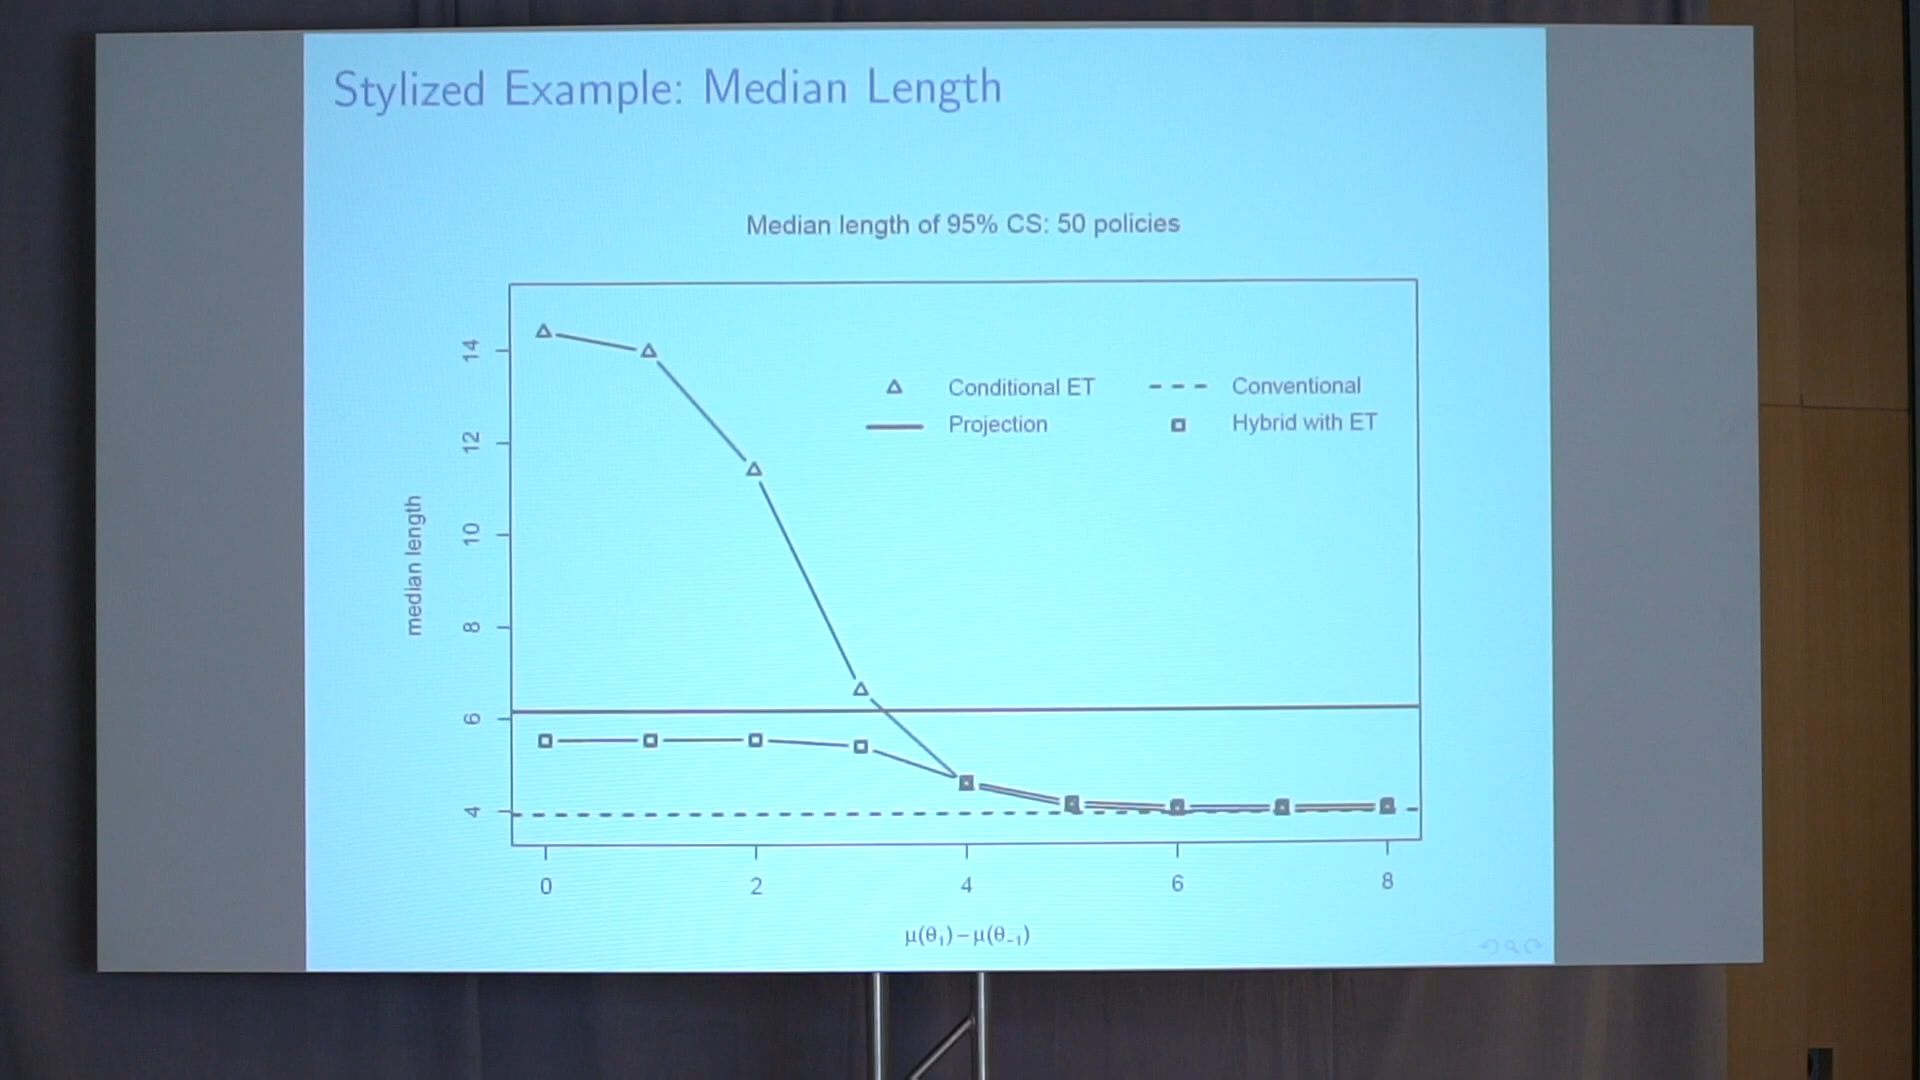 Stylized Example: Median Length
Median length of 95% CS: 50 policies
Conditional ET
Conventional
Projection
Hybrid with ET
median length
14
12
10
8
6
4
0 2 4 6 8
μ(θ₁)−μ(θ₋₁)